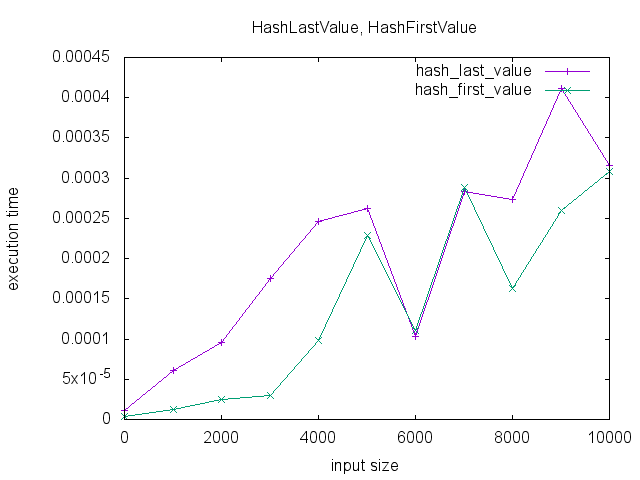 HashLastValue, HashFirstValue
hash_last_value
hash_first_value
0.00045
0.0004
0.00035
0.0003
0.00025
0.0002
0.00015
0.0001
5x10^-5
0
execution time
0 2000 4000 6000 8000 10000
input size